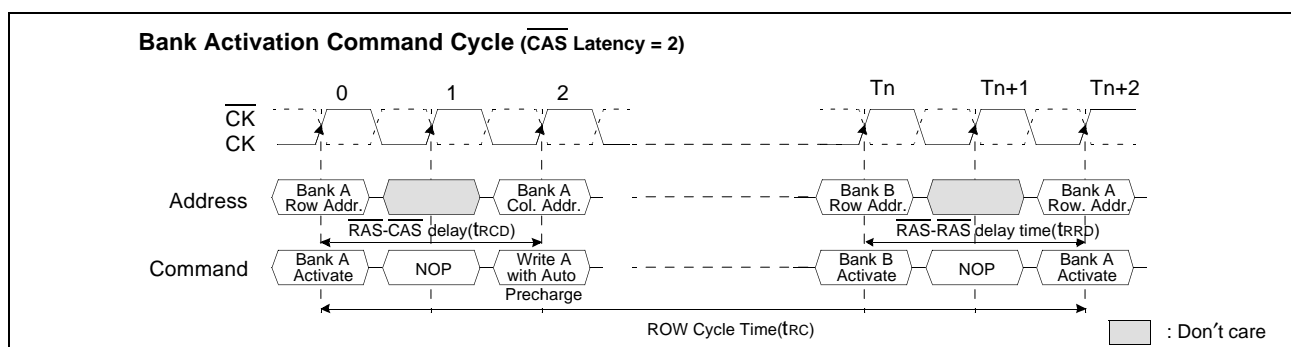 Bank Activation Command Cycle (CAS Latency = 2)
0 1 2 Tn Tn+1 Tn+2
CK
CK
Address
Bank A
Row Addr.
Bank A
Col. Addr.
Bank B
Row Addr.
Bank A
Row. Addr.
RAS-CAS delay(tRCD)
RAS-RAS delay time(tRRD)
Command
Bank A
Activate
NOP
Write A
with Auto
Precharge
Bank B
Activate
NOP
Bank A
Activate
ROW Cycle Time(tRC)
: Don′t care